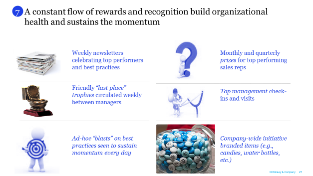 7 A constant flow of rewards and recognition build organizational
health and sustains the momentum
Weekly newsletters
celebrating top performers
and best practices
Monthly and quarterly
prizes for top performing
sales reps
Friendly "last place"
trophies circulated weekly
between managers
Top management check-
ins and visits
Ad-hoc "blasts" on best
practices seen to sustain
momentum every day
Company-wide initiative
branded items (e.g.,
candies, water bottles,
etc.)